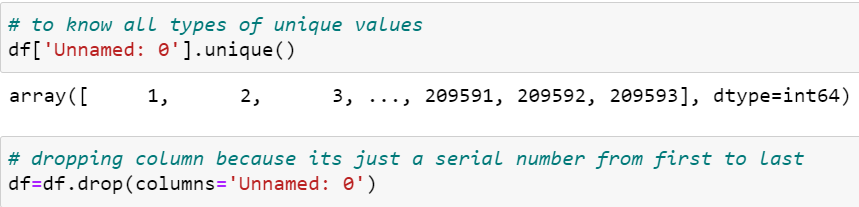 # to know all types of unique values
df['Unnamed: 0'].unique()
array([     1,      2,      3, ..., 209591, 209592, 209593], dtype=int64)
# dropping column because its just a serial number from first to last
df=df.drop(columns='Unnamed: 0')